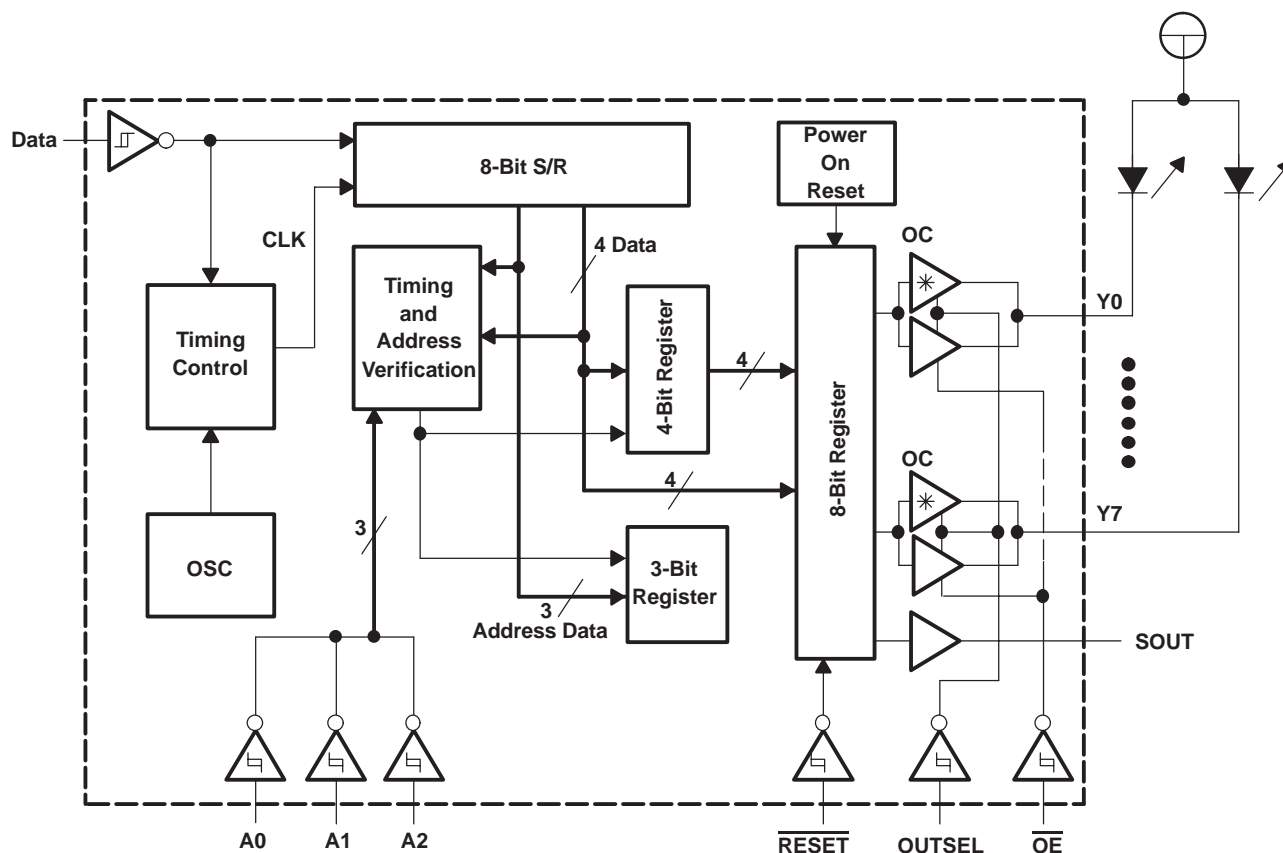 Data
8-Bit S/R
Power
On
Reset
CLK
4 Data
OC
Timing
and
Address
Verification
Timing
Control
4-Bit Register
4
8-Bit Register
Y0
OC
4
Y7
3
OSC
3-Bit
Register
3
Address Data
SOUT
A0
A1
A2
R̅E̅S̅E̅T̅
OUTSEL
O̅E̅